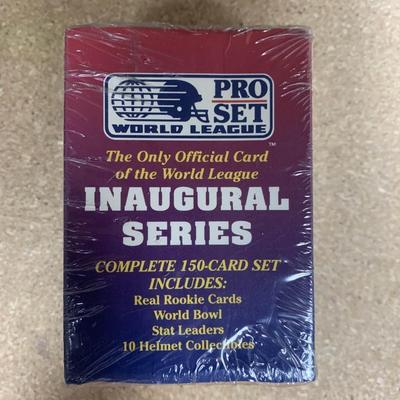 PRO
SET
WORLD LEAGUE
TM
The Only Official Card
of the World League
INAUGURAL
SERIES
COMPLETE 150-CARD SET
INCLUDES:
Real Rookie Cards
World Bowl
Stat Leaders
10 Helmet Collectibles